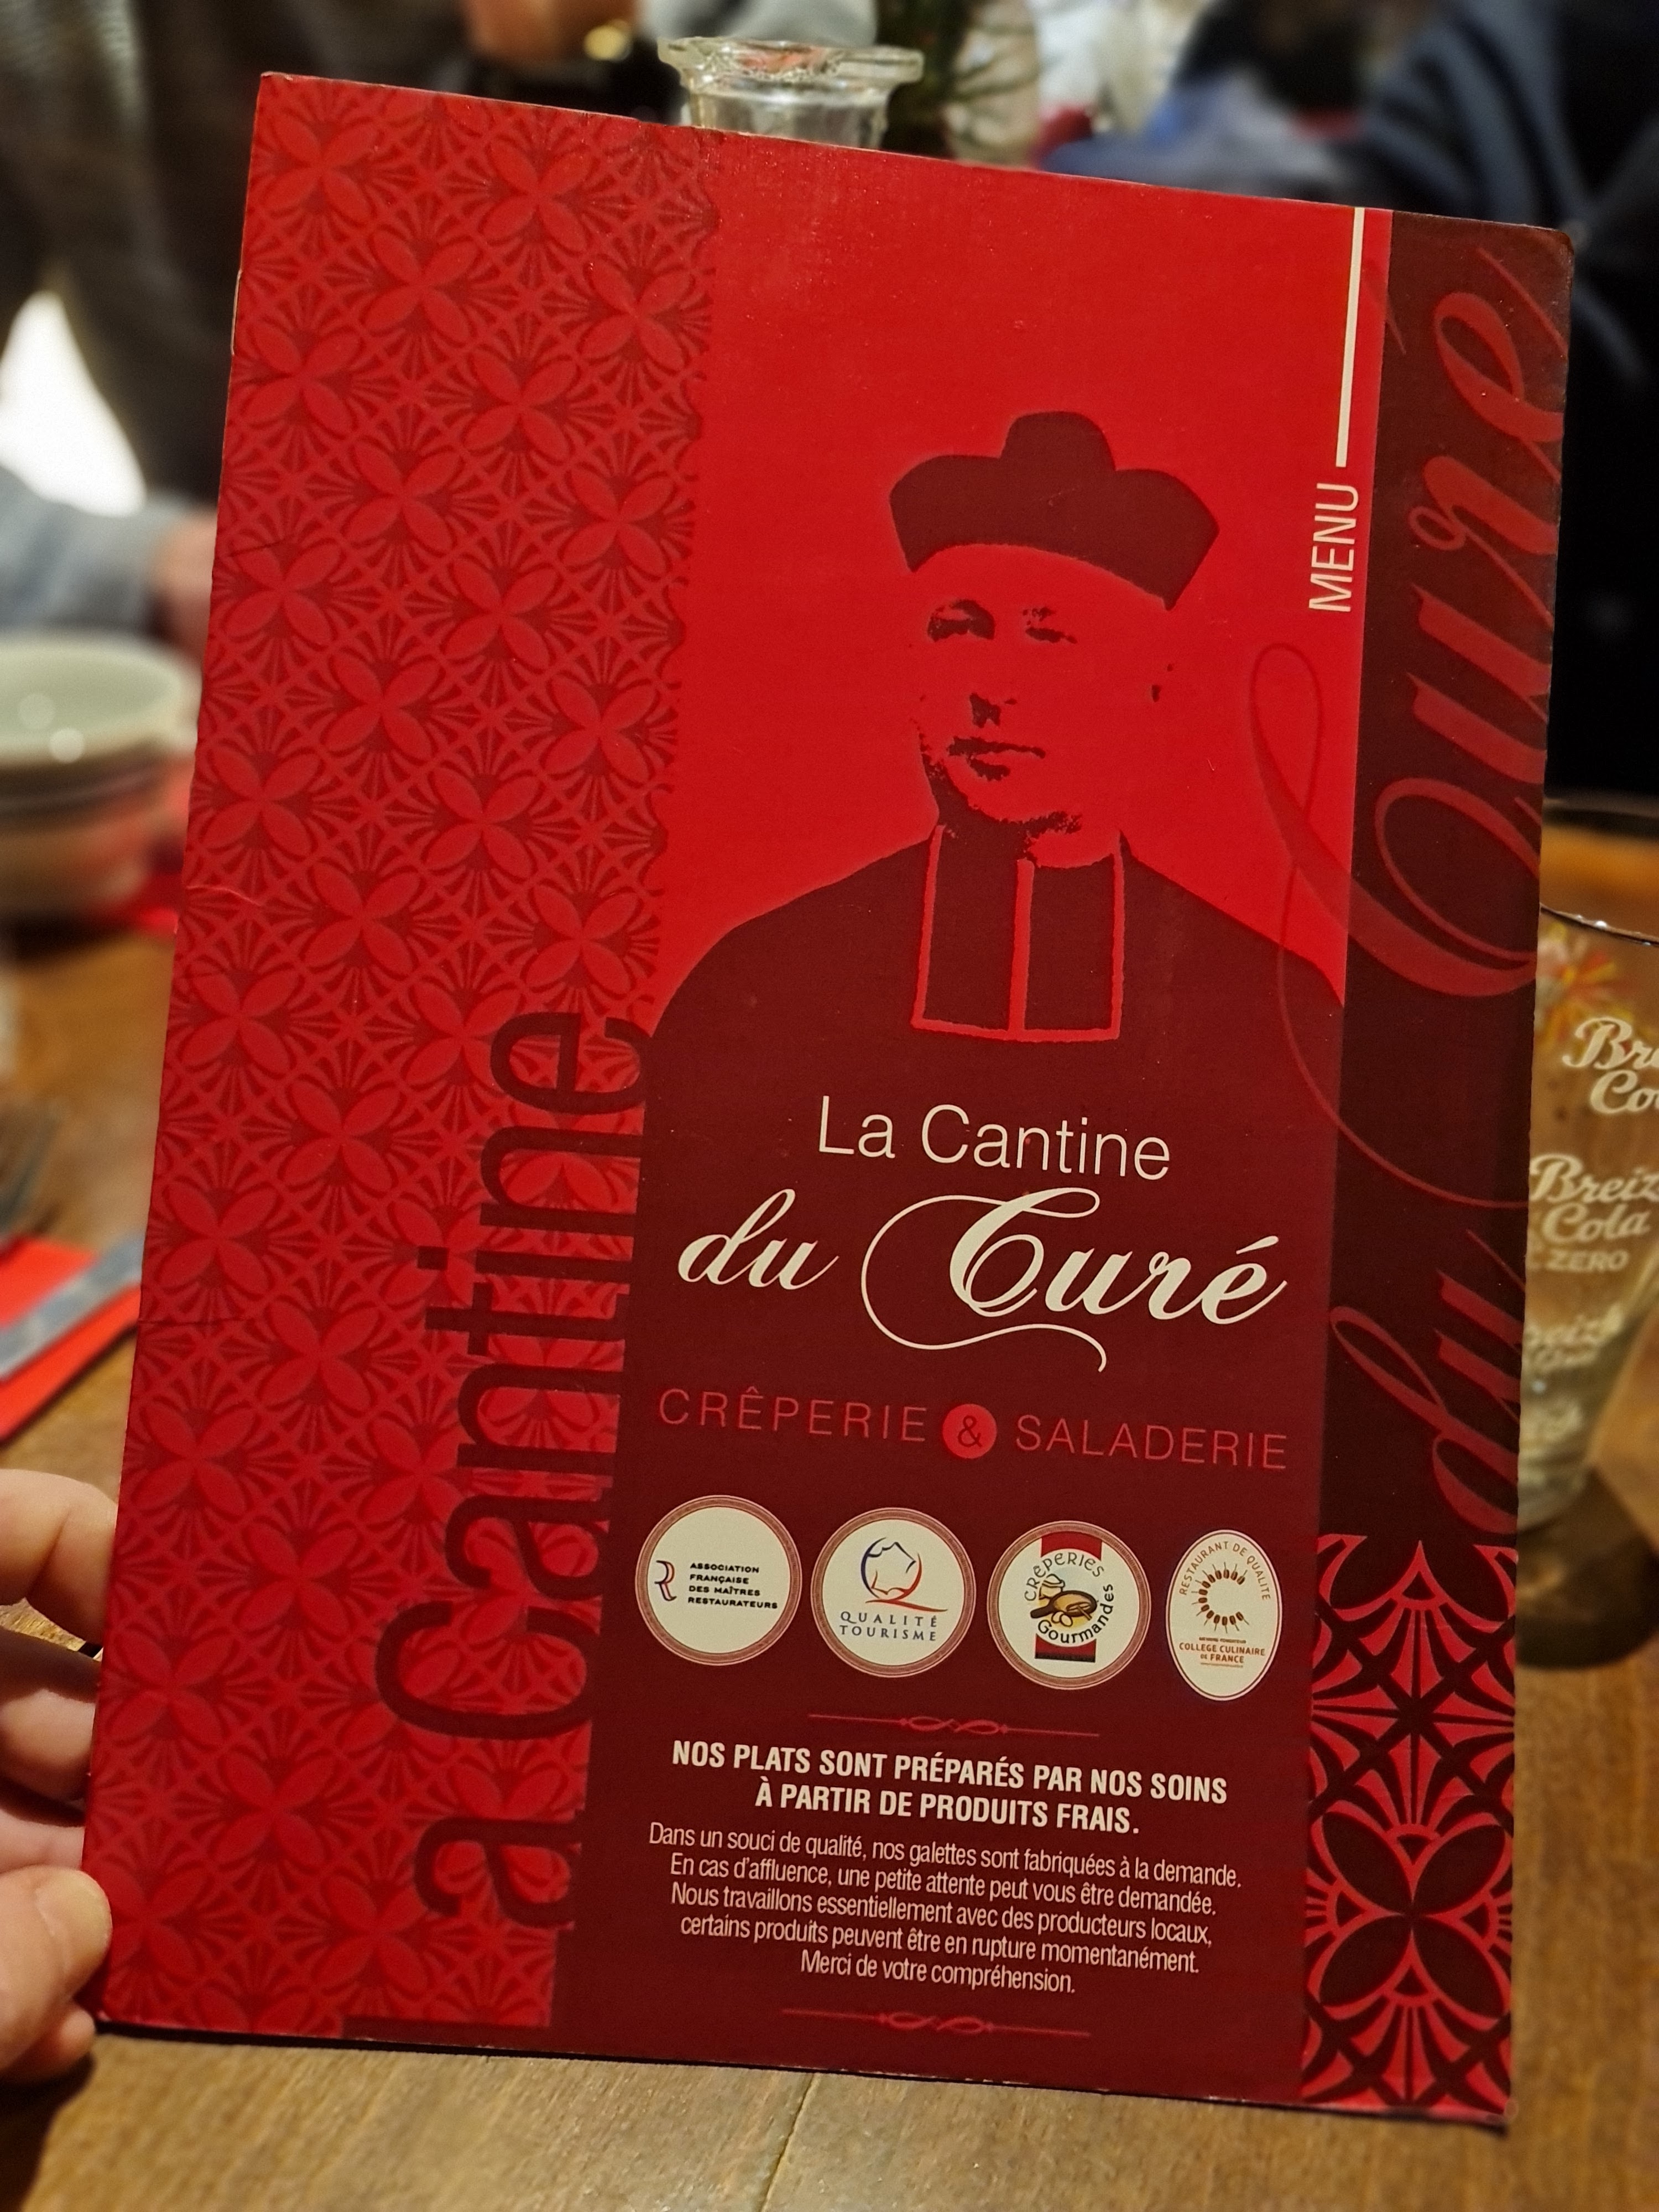 MENU
La Cantine
du Curé
CRÊPERIE & SALADERIE
ASSOCIATION
FRANÇAISE
DES MAÎTRES
RESTAURATEURS
QUALITÉ
TOURISME
CRÊPERIES
Gourmandes
RESTAURANT DE QUALITÉ
COLLÈGE CULINAIRE
DE FRANCE
NOS PLATS SONT PRÉPARÉS PAR NOS SOINS
À PARTIR DE PRODUITS FRAIS.
Dans un souci de qualité, nos galettes sont fabriquées à la demande.
En cas d'affluence, une petite attente peut vous être demandée.
Nous travaillons essentiellement avec des producteurs locaux,
certains produits peuvent être en rupture momentanément.
Merci de votre compréhension.
a Cantine
du Curé
Bre
Co
Breiz
Cola
ZERO